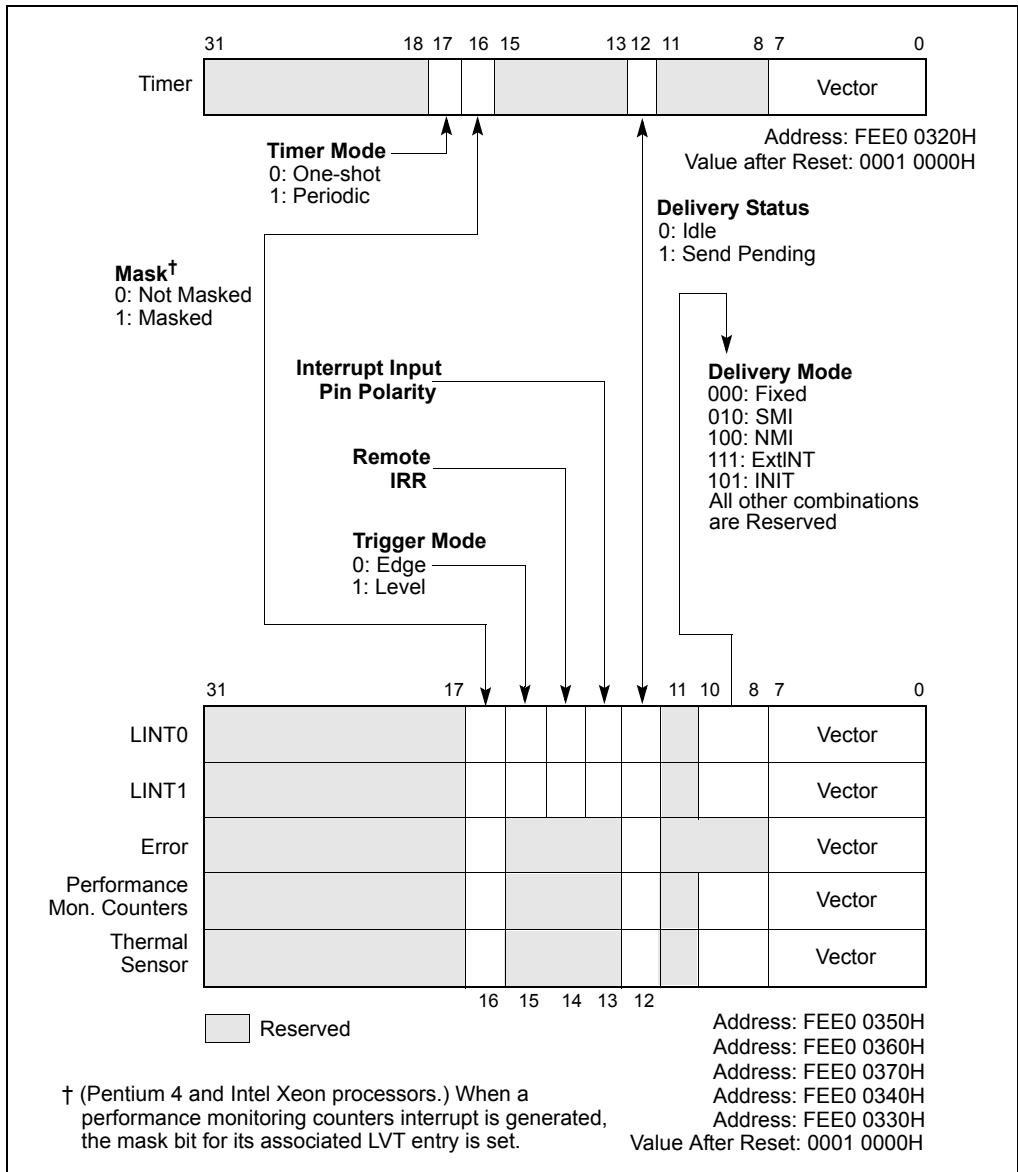 31 18 17 16 15 13 12 11 8 7 0
Timer Vector
Address: FEE0 0320H
Value after Reset: 0001 0000H
Timer Mode
0: One-shot
1: Periodic
Delivery Status
0: Idle
1: Send Pending
Mask†
0: Not Masked
1: Masked
Interrupt Input
Pin Polarity
Delivery Mode
000: Fixed
010: SMI
100: NMI
111: ExtINT
101: INIT
All other combinations
are Reserved
Remote
IRR
Trigger Mode
0: Edge
1: Level
31 17 11 10 8 7 0
LINT0 Vector
LINT1 Vector
Error Vector
Performance
Mon. Counters Vector
Thermal
Sensor Vector
16 15 14 13 12
Reserved
Address: FEE0 0350H
Address: FEE0 0360H
Address: FEE0 0370H
Address: FEE0 0340H
Address: FEE0 0330H
Value After Reset: 0001 0000H
† (Pentium 4 and Intel Xeon processors.) When a
performance monitoring counters interrupt is generated,
the mask bit for its associated LVT entry is set.